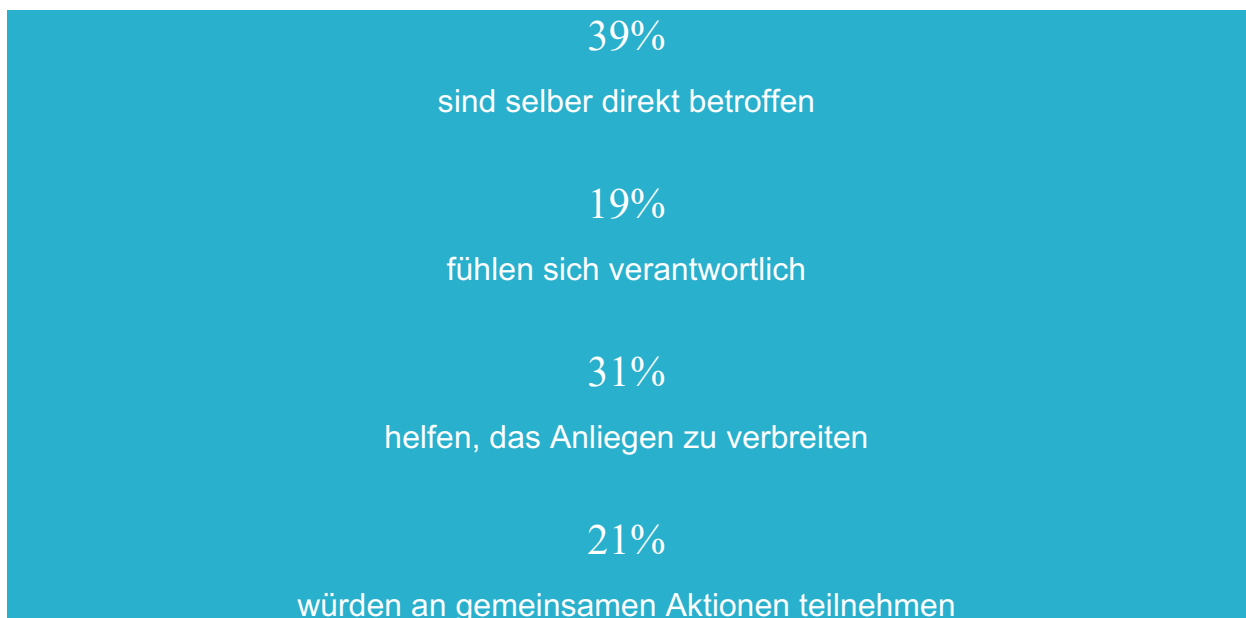 39%
sind selber direkt betroffen
19%
fühlen sich verantwortlich
31%
helfen, das Anliegen zu verbreiten
21%
würden an gemeinsamen Aktionen teilnehmen